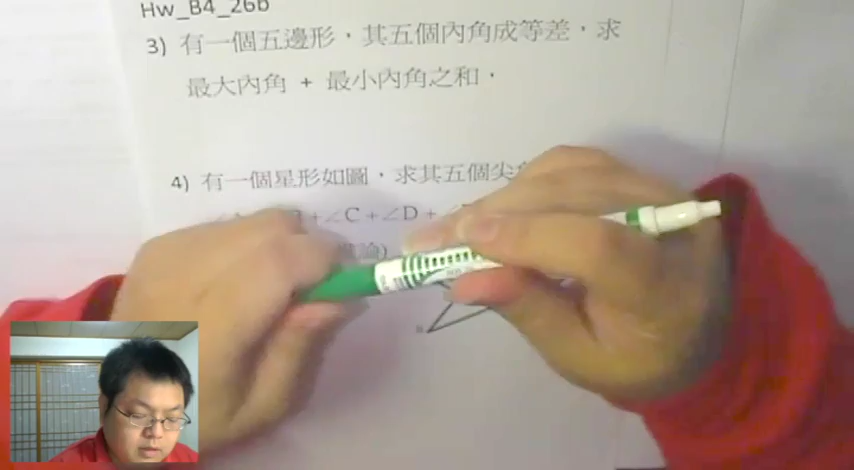 Hw_B4_26b
3) 有一個五邊形，其五個內角成等差，求
最大內角 + 最小內角之和，
4) 有一個星形如圖，求其五個尖
+∠C+∠D+∠